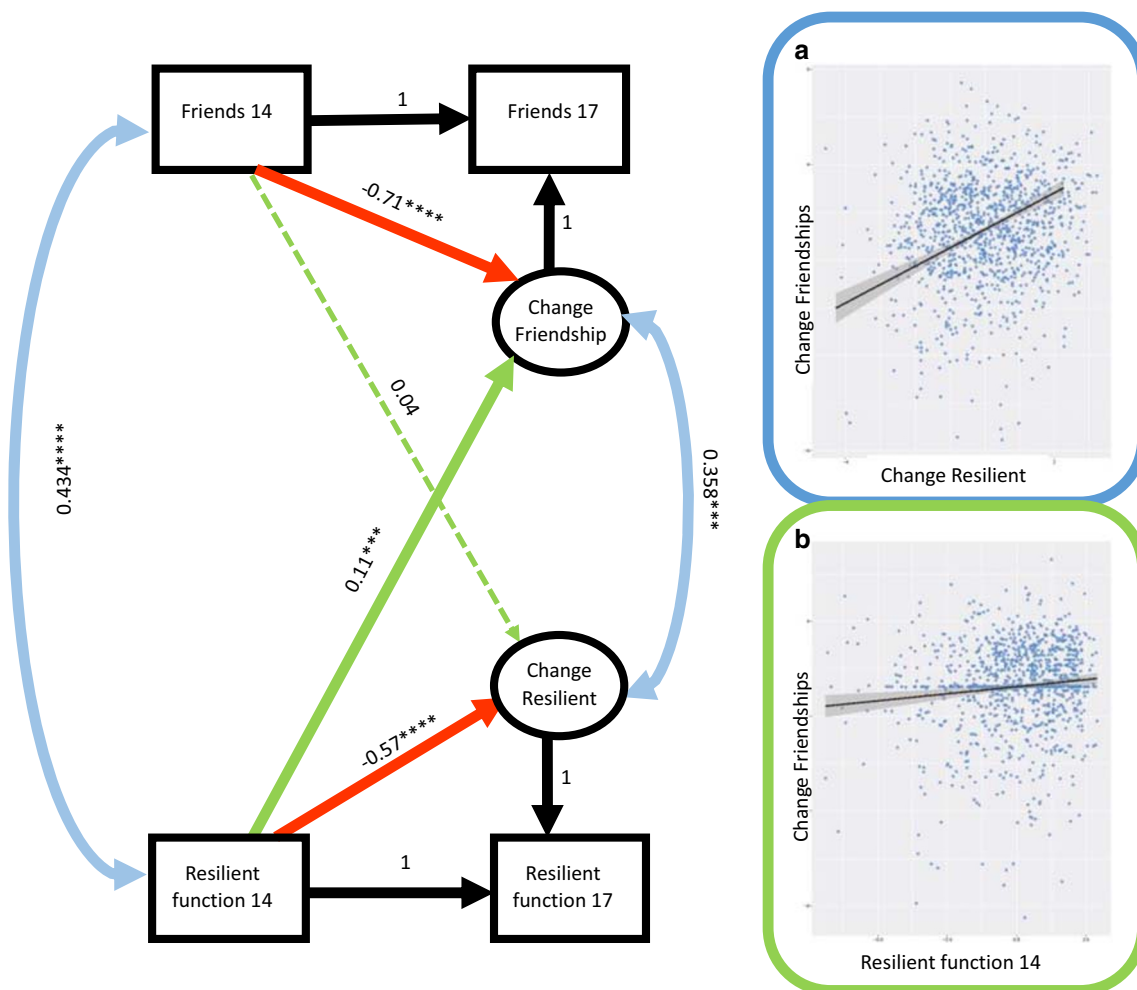 Friends 14
1
Friends 17
-0.71****
1
Change
Friendship
0.04
0.434****
0.11***
0.358****
Change
Resilient
-0.57****
1
Resilient
function 14
1
Resilient
function 17
a
Change Friendships
Change Resilient
b
Change Friendships
Resilient function 14